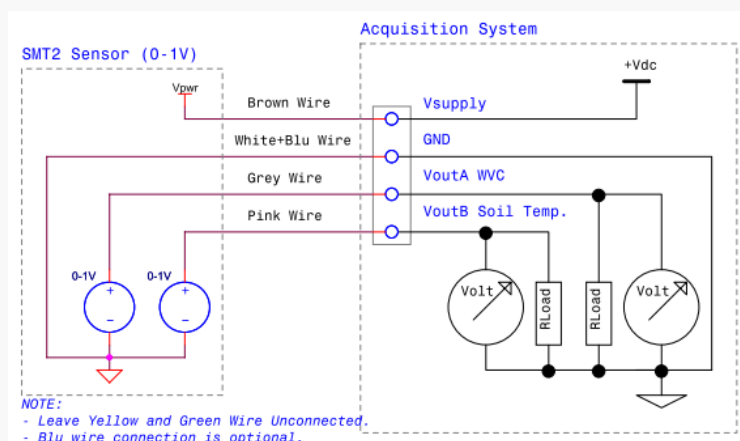 Acquisition System
SMT2 Sensor (0-1V)
+Vdc
Vpwr
Brown Wire
Vsupply
White+Blu Wire
GND
Grey Wire
VoutA WVC
Pink Wire
VoutB Soil Temp.
0-1V
0-1V
+
+
Volt
RLoad
RLoad
Volt
−
−
NOTE:
- Leave Yellow and Green Wire Unconnected.
- Blu wire connection is optional.